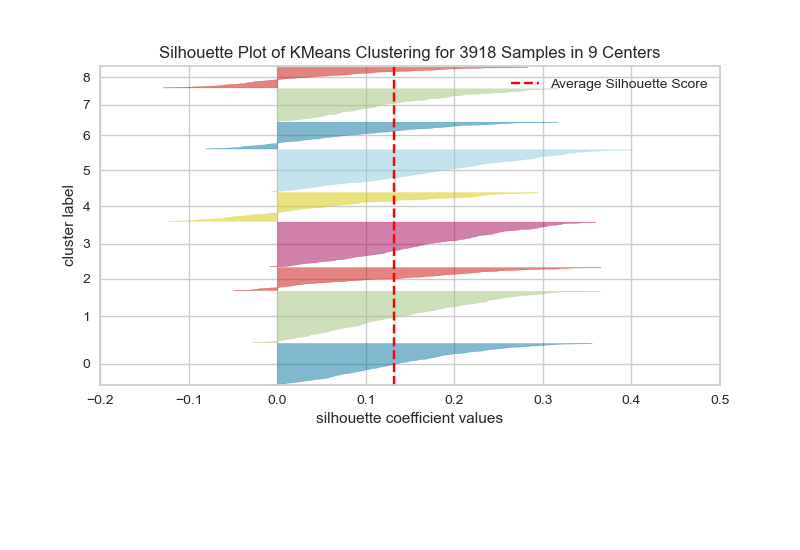 Silhouette Plot of KMeans Clustering for 3918 Samples in 9 Centers
Average Silhouette Score
cluster label
8
7
6
5
4
3
2
1
0
−0.2 −0.1 0.0 0.1 0.2 0.3 0.4 0.5
silhouette coefficient values